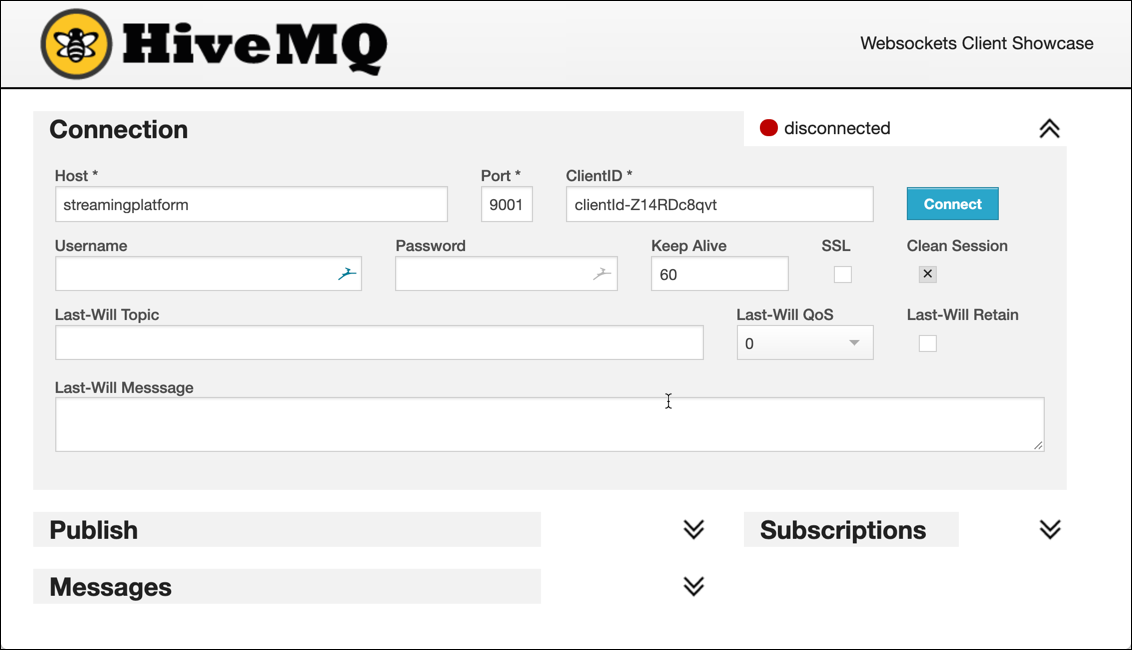 HiveMQ
Websockets Client Showcase
Connection
disconnected
Host * Port * ClientID *
streamingplatform 9001 clientId-Z14RDc8qvt Connect
Username Password Keep Alive SSL Clean Session
60
Last-Will Topic Last-Will QoS Last-Will Retain
0
Last-Will Messsage
Publish Subscriptions
Messages